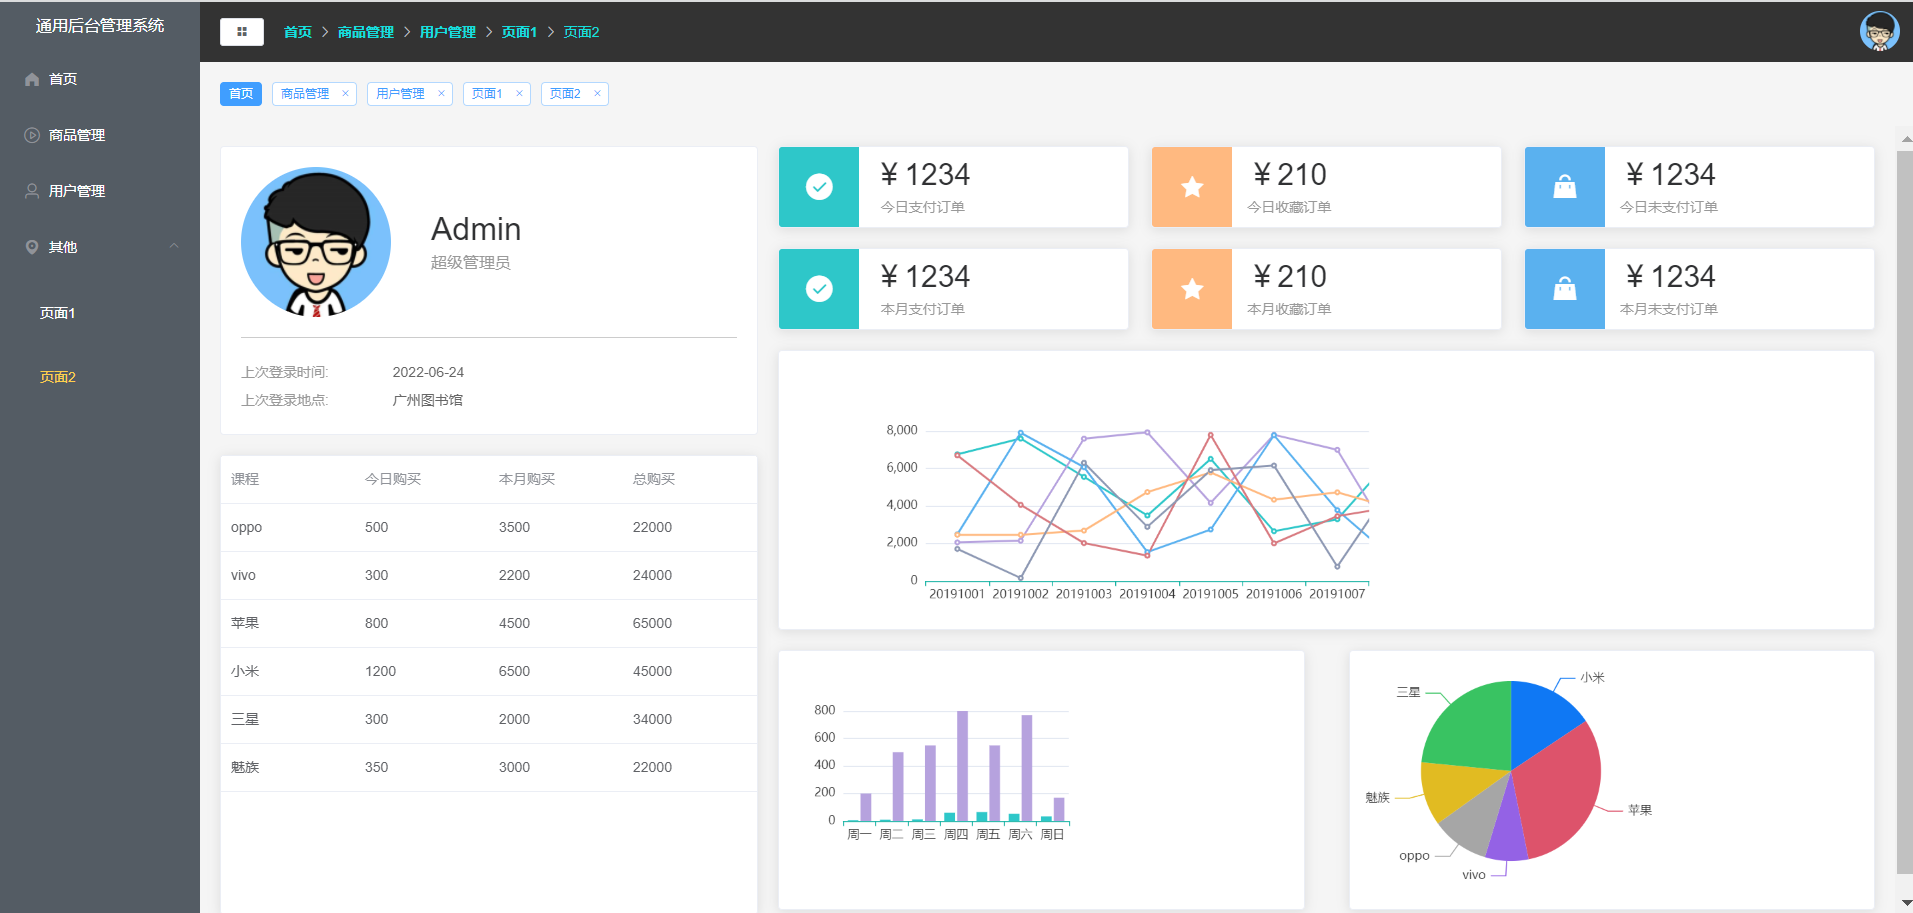 通用后台管理系统
首页
商品管理
用户管理
其他
页面1
页面2
首页 > 商品管理 > 用户管理 > 页面1 > 页面2
首页 商品管理 × 用户管理 × 页面1 × 页面2 ×
Admin
超级管理员
上次登录时间: 2022-06-24
上次登录地点: 广州图书馆
课程 今日购买 本月购买 总购买
oppo 500 3500 22000
vivo 300 2200 24000
苹果 800 4500 65000
小米 1200 6500 45000
三星 300 2000 34000
魅族 350 3000 22000
¥ 1234
今日支付订单
¥ 210
今日收藏订单
¥ 1234
今日未支付订单
¥ 1234
本月支付订单
¥ 210
本月收藏订单
¥ 1234
本月未支付订单
8,000
6,000
4,000
2,000
0
20191001 20191002 20191003 20191004 20191005 20191006 20191007
800
600
400
200
0
周一 周二 周三 周四 周五 周六 周日
小米
三星
魅族
苹果
oppo
vivo